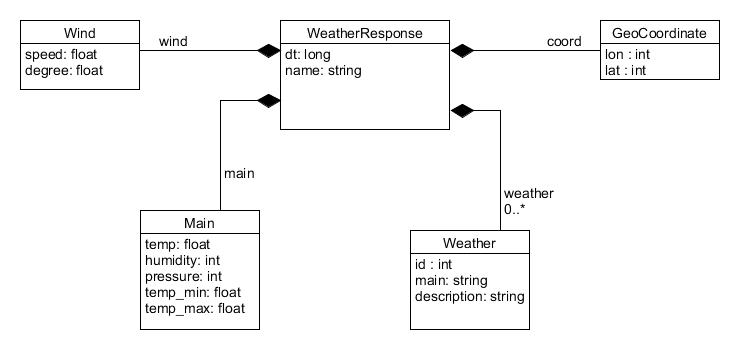 Wind
speed: float
degree: float
wind
WeatherResponse
dt: long
name: string
coord
GeoCoordinate
lon : int
lat : int
main
Main
temp: float
humidity: int
pressure: int
temp_min: float
temp_max: float
weather
0..*
Weather
id : int
main: string
description: string